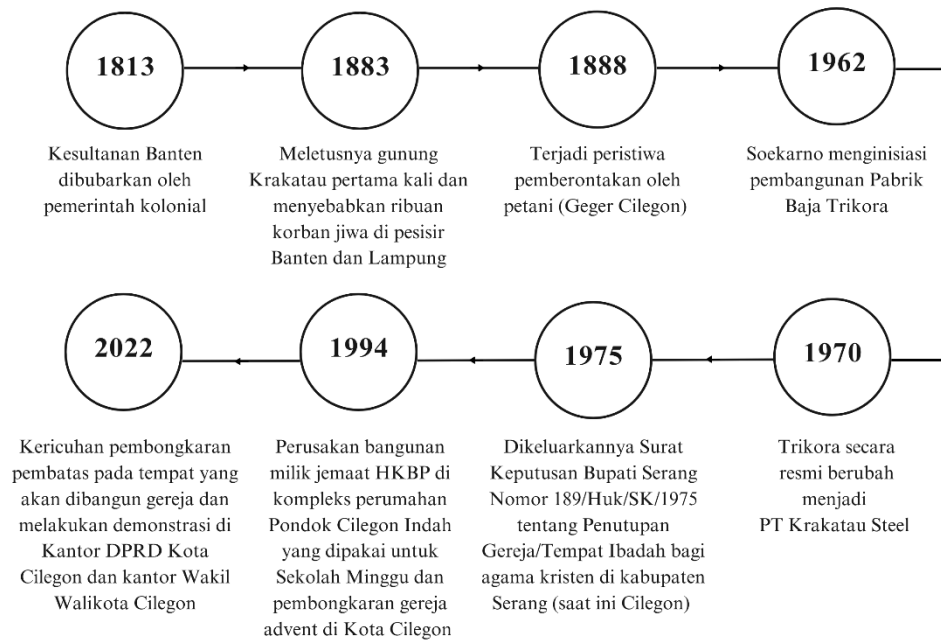 1813
Kesultanan Banten
dibubarkan oleh
pemerintah kolonial
1883
Meletusnya gunung
Krakatau pertama kali dan
menyebabkan ribuan
korban jiwa di pesisir
Banten dan Lampung
1888
Terjadi peristiwa
pemberontakan oleh
petani (Geger Cilegon)
1962
Soekarno menginisiasi
pembangunan Pabrik
Baja Trikora
1970
Trikora secara
resmi berubah
menjadi
PT Krakatau Steel
1975
Dikeluarkannya Surat
Keputusan Bupati Serang
Nomor 189/Huk/SK/1975
tentang Penutupan
Gereja/Tempat Ibadah bagi
agama kristen di kabupaten
Serang (saat ini Cilegon)
1994
Perusakan bangunan
milik jemaat HKBP di
kompleks perumahan
Pondok Cilegon Indah
yang dipakai untuk
Sekolah Minggu dan
pembongkaran gereja
advent di Kota Cilegon
2022
Kericuhan pembongkaran
pembatas pada tempat yang
akan dibangun gereja dan
melakukan demonstrasi di
Kantor DPRD Kota
Cilegon dan kantor Wakil
Walikota Cilegon